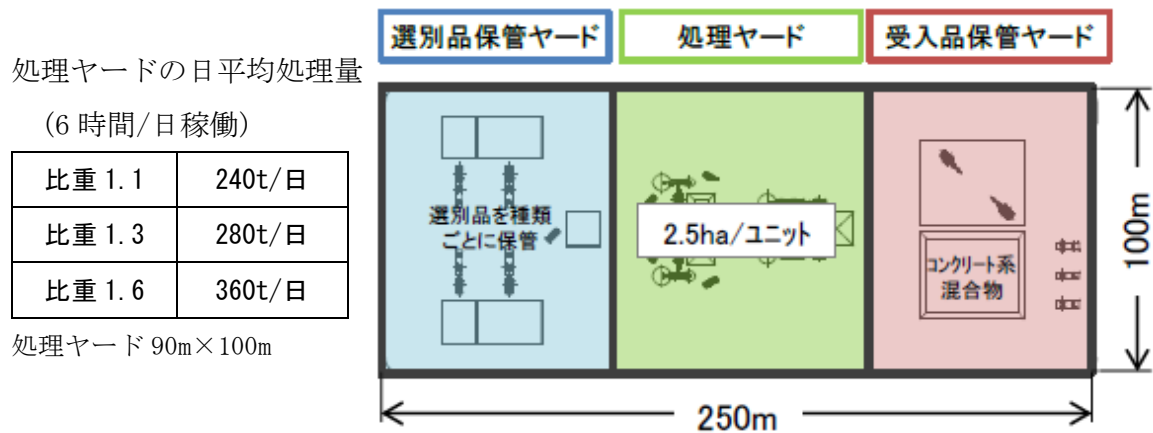 処理ヤードの日平均処理量
(6時間/日稼働)
比重 1.1 240t/日
比重 1.3 280t/日
比重 1.6 360t/日
処理ヤード 90m×100m
選別品保管ヤード 処理ヤード 受入品保管ヤード
選別品を種類
ごとに保管
2.5ha/ユニット
コンクリート系
混合物
100m
250m